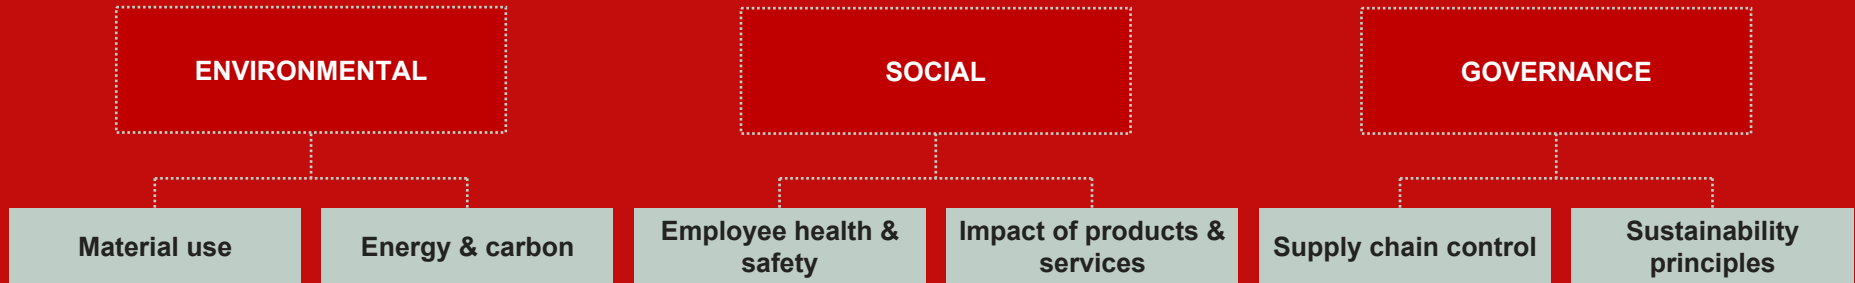 ENVIRONMENTAL
SOCIAL
GOVERNANCE
Material use
Energy & carbon
Employee health &
safety
Impact of products &
services
Supply chain control
Sustainability
principles